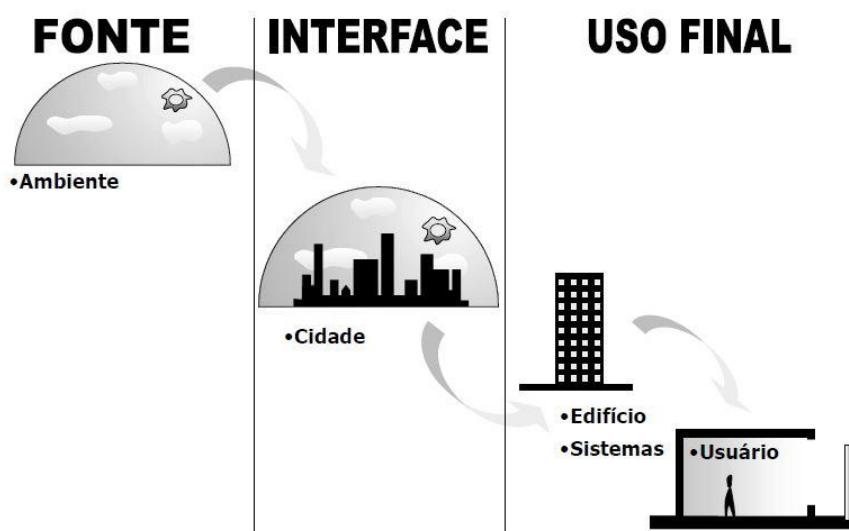 FONTE
INTERFACE
USO FINAL
•Ambiente
•Cidade
•Edifício
•Sistemas
•Usuário